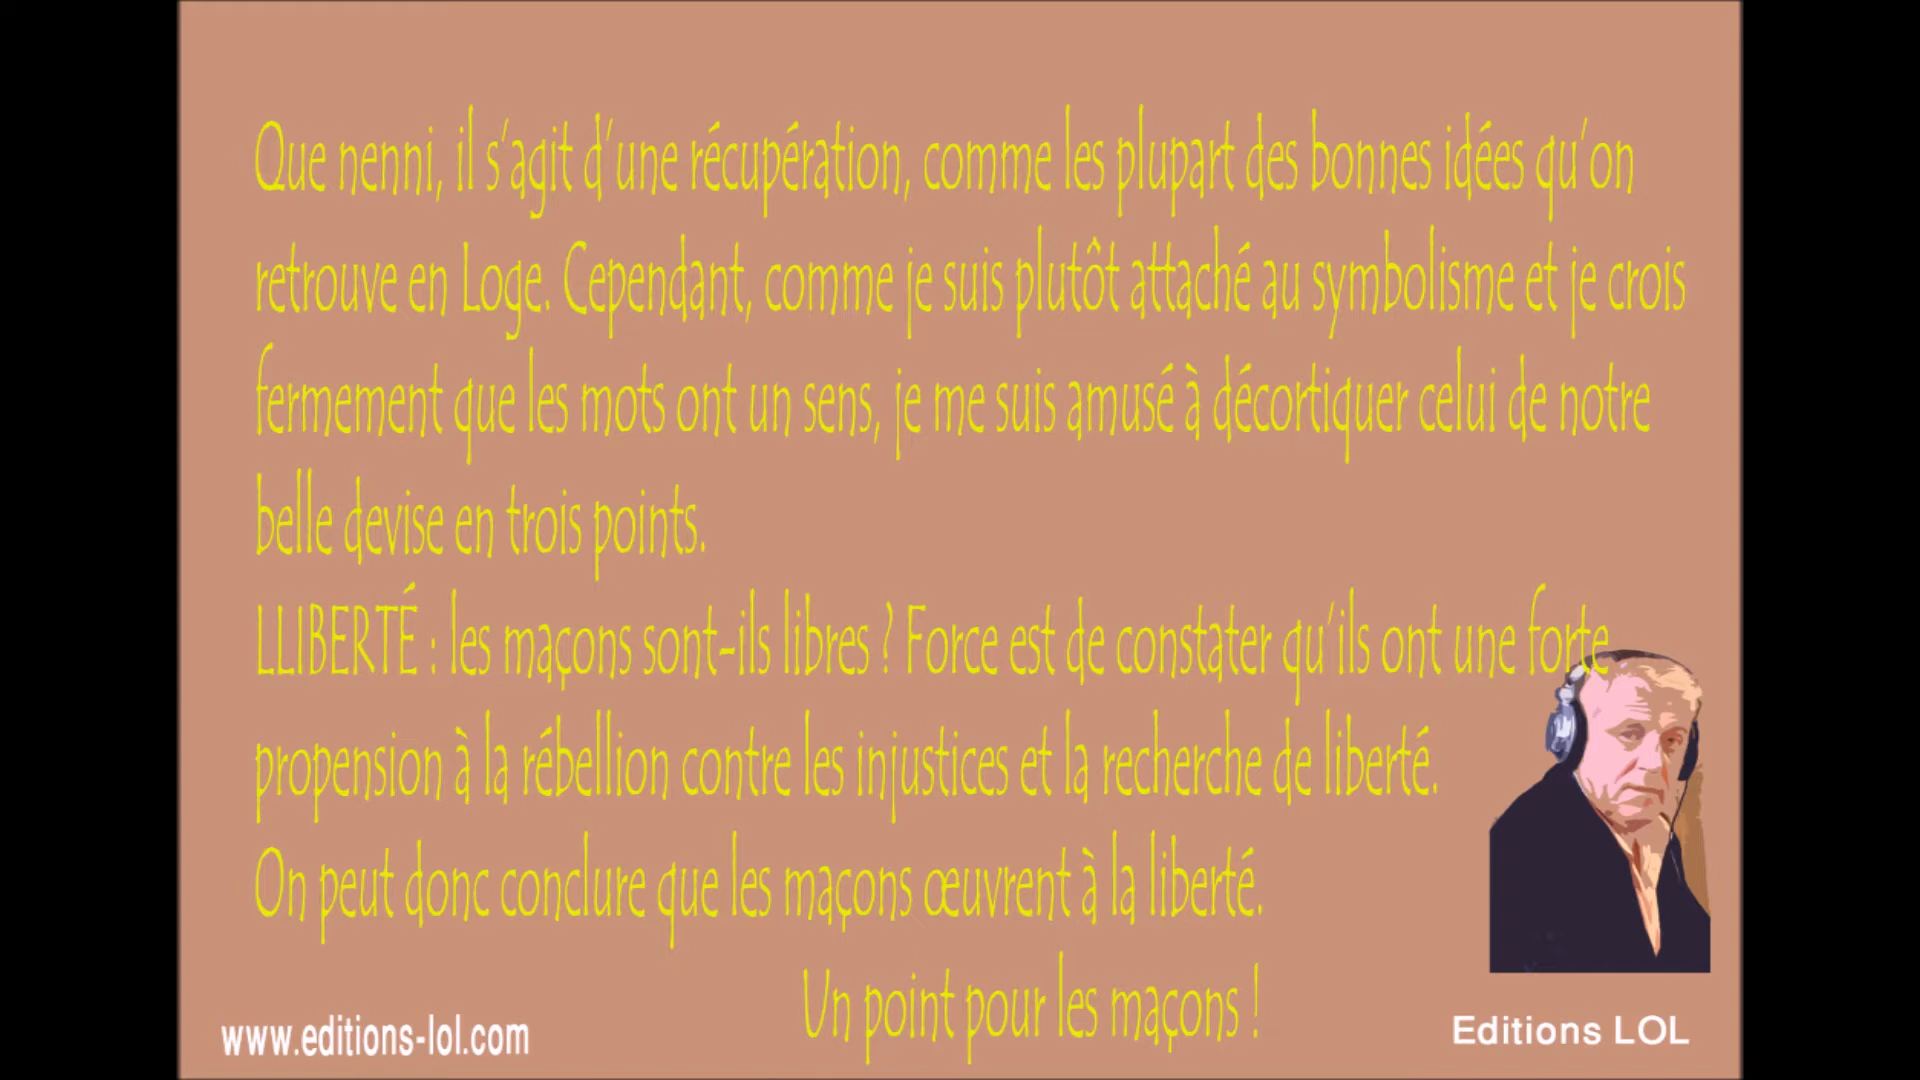 Que nenni, il s'agit d'une récupération, comme les plupart des bonnes idées qu'on
retrouve en Loge. Cependant, comme je suis plutôt attaché au symbolisme et je crois
fermement que les mots ont un sens, je me suis amusé à décortiquer celui de notre
belle devise en trois points.
LLIBERTÉ : les maçons sont-ils libres ? Force est de constater qu'ils ont une forte
propension à la rébellion contre les injustices et la recherche de liberté.
On peut donc conclure que les maçons œuvrent à la liberté.
Un point pour les maçons !
www.editions-lol.com
Editions LOL